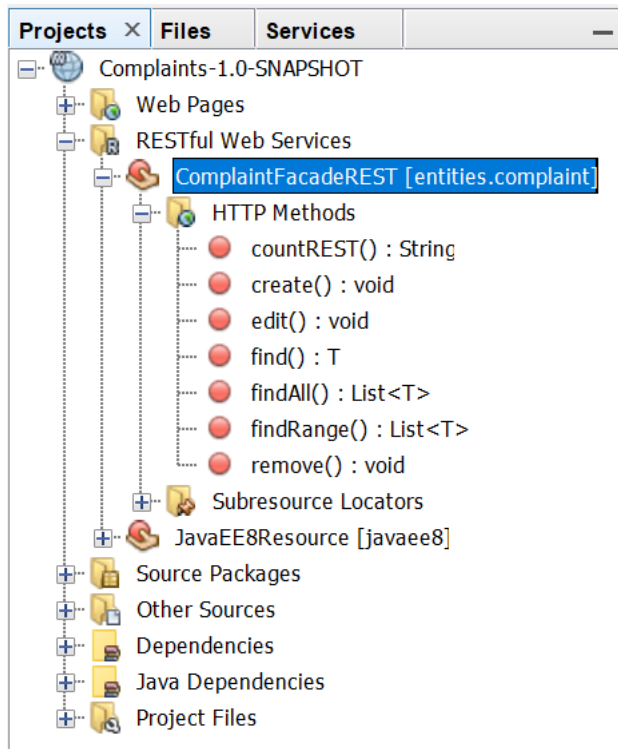 Projects × Files Services
Complaints-1.0-SNAPSHOT
Web Pages
RESTful Web Services
ComplaintFacadeREST [entities.complaint]
HTTP Methods
countREST() : String
create() : void
edit() : void
find() : T
findAll() : List<T>
findRange() : List<T>
remove() : void
Subresource Locators
JavaEE8Resource [javaee8]
Source Packages
Other Sources
Dependencies
Java Dependencies
Project Files